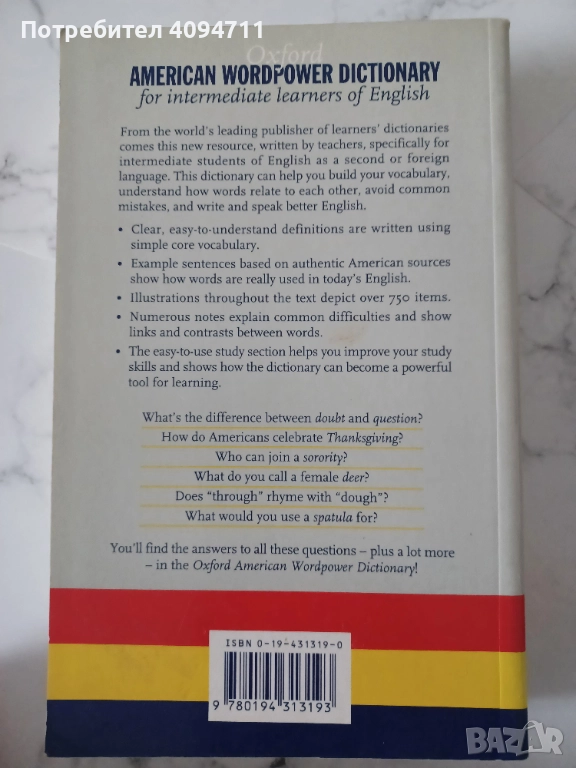 Потребител 4094711
Oxford
AMERICAN WORDPOWER DICTIONARY
for intermediate learners of English
From the world's leading publisher of learners' dictionaries
comes this new resource, written by teachers, specifically for
intermediate students of English as a second or foreign
language. This dictionary can help you build your vocabulary,
understand how words relate to each other, avoid common
mistakes, and write and speak better English.
• Clear, easy-to-understand definitions are written using
simple core vocabulary.
• Example sentences based on authentic American sources
show how words are really used in today's English.
• Illustrations throughout the text depict over 750 items.
• Numerous notes explain common difficulties and show
links and contrasts between words.
• The easy-to-use study section helps you improve your study
skills and shows how the dictionary can become a powerful
tool for learning.
What's the difference between doubt and question?
How do Americans celebrate Thanksgiving?
Who can join a sorority?
What do you call a female deer?
Does “through” rhyme with “dough”?
What would you use a spatula for?
You'll find the answers to all these questions – plus a lot more
– in the Oxford American Wordpower Dictionary!
ISBN 0-19-431319-0
9 780194 313193
BAZAR